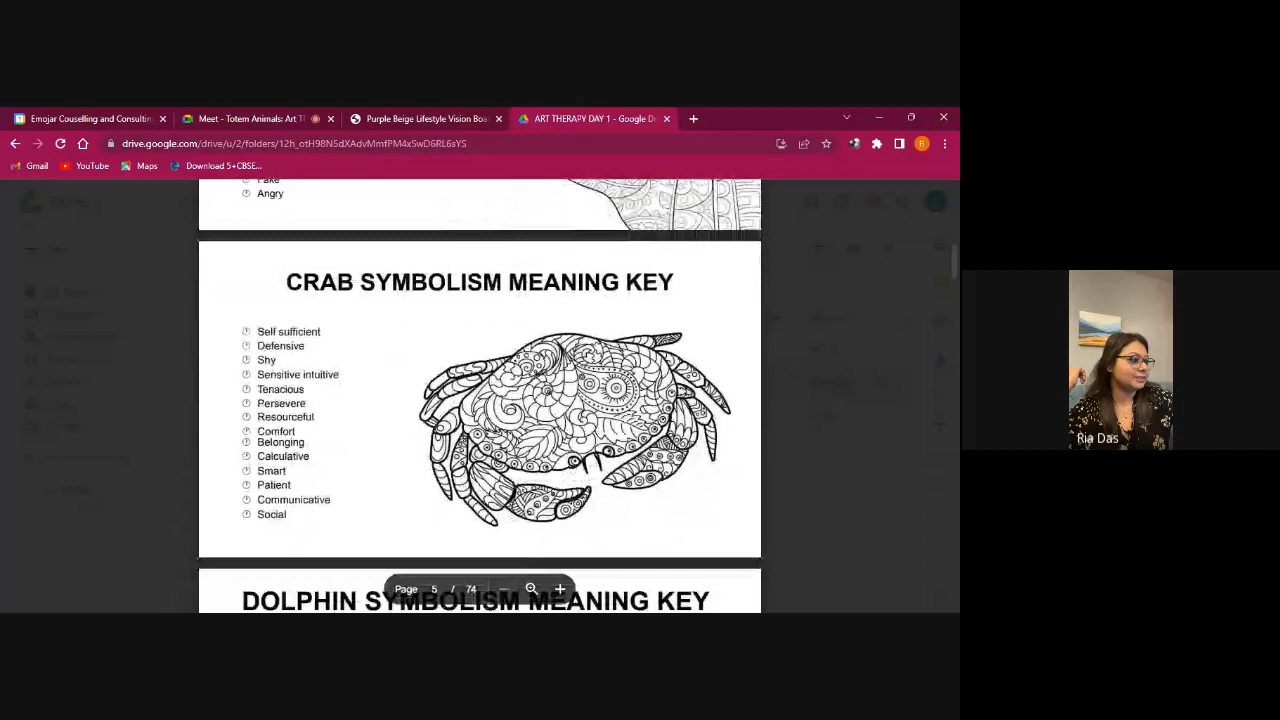 Emojar Couselling and Consultin
Meet - Totem Animals: Art T
Purple Beige Lifestyle Vision Boa
ART THERAPY DAY 1 - Google D
drive.google.com/drive/u/2/folders/12h_otH98N5dXAdvMmfPM4xSwD6RL6sYS
Gmail
YouTube
Maps
Download 5+CBSE...
Angry
CRAB SYMBOLISM MEANING KEY
Self sufficient
Defensive
Shy
Sensitive intuitive
Tenacious
Persevere
Resourceful
Comfort
Belonging
Calculative
Smart
Patient
Communicative
Social
Ria Das
Page 5 / 74
DOLPHIN SYMBOLISM MEANING KEY